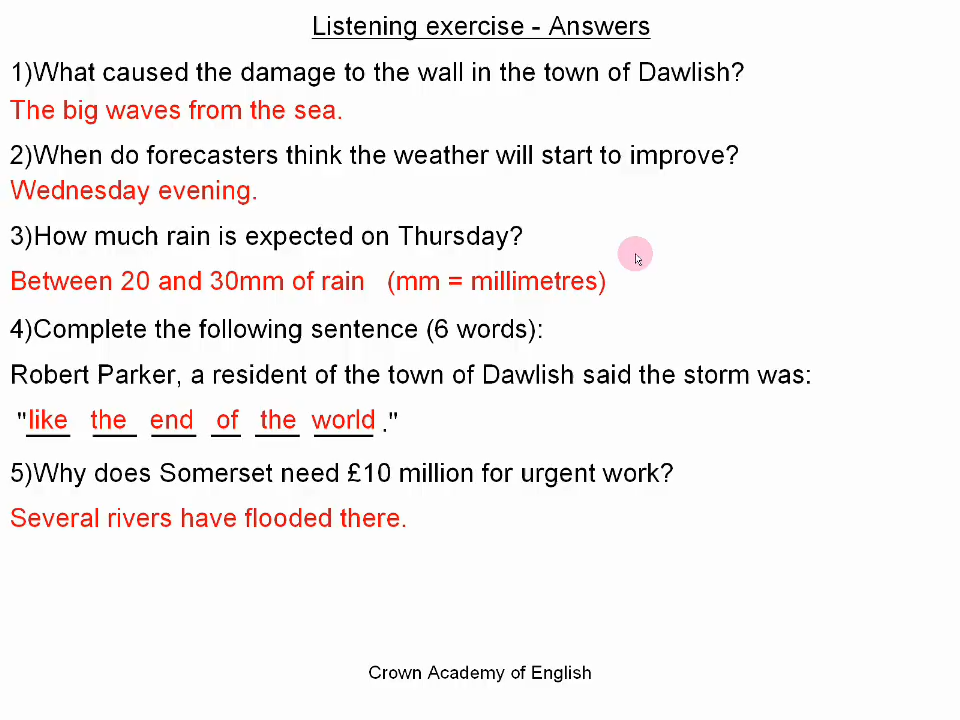 Listening exercise - Answers
1)What caused the damage to the wall in the town of Dawlish?
The big waves from the sea.
2)When do forecasters think the weather will start to improve?
Wednesday evening.
3)How much rain is expected on Thursday?
Between 20 and 30mm of rain (mm = millimetres)
4)Complete the following sentence (6 words):
Robert Parker, a resident of the town of Dawlish said the storm was:
"like the end of the world ."
5)Why does Somerset need £10 million for urgent work?
Several rivers have flooded there.
Crown Academy of English